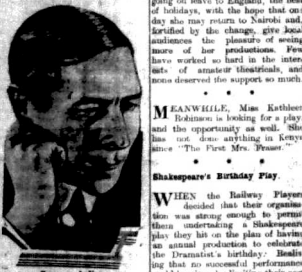 going on leave to England, the best
of holidays, with the hope that one
day she may return to Nairobi and,
fortified by the change, give local
audiences the pleasure of seeing
more of her productions. Few
have worked so hard in the inter-
ests of amateur theatricals, and
none deserved the support so much.
MEANWHILE, Miss Kathleen
Robinson is looking for a play
and the opportunity as well. She
has not done anything in Kenya
since "The First Mrs. Fraser."
Shakespeare's Birthday Play.
WHEN the Railway Players
decided that their organisa-
tion was strong enough to permit
them undertaking a Shakespeare
play they hit on the plan of having
an annual production to celebrate
the Dramatist's birthday.
ing that no successful performance